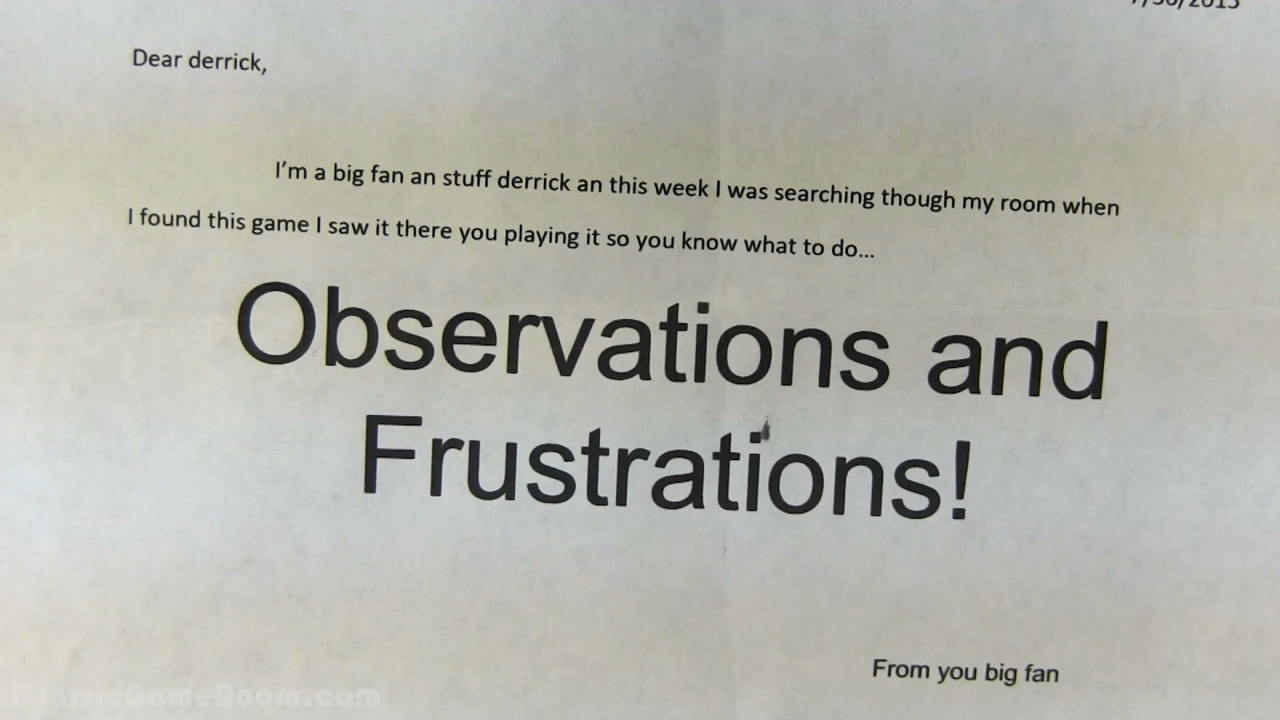 Dear derrick,
I'm a big fan an stuff derrick an this week I was searching though my room when
I found this game I saw it there you playing it so you know what to do...
Observations and
Frustrations!
From you big fan
ClassicGameRoom.com